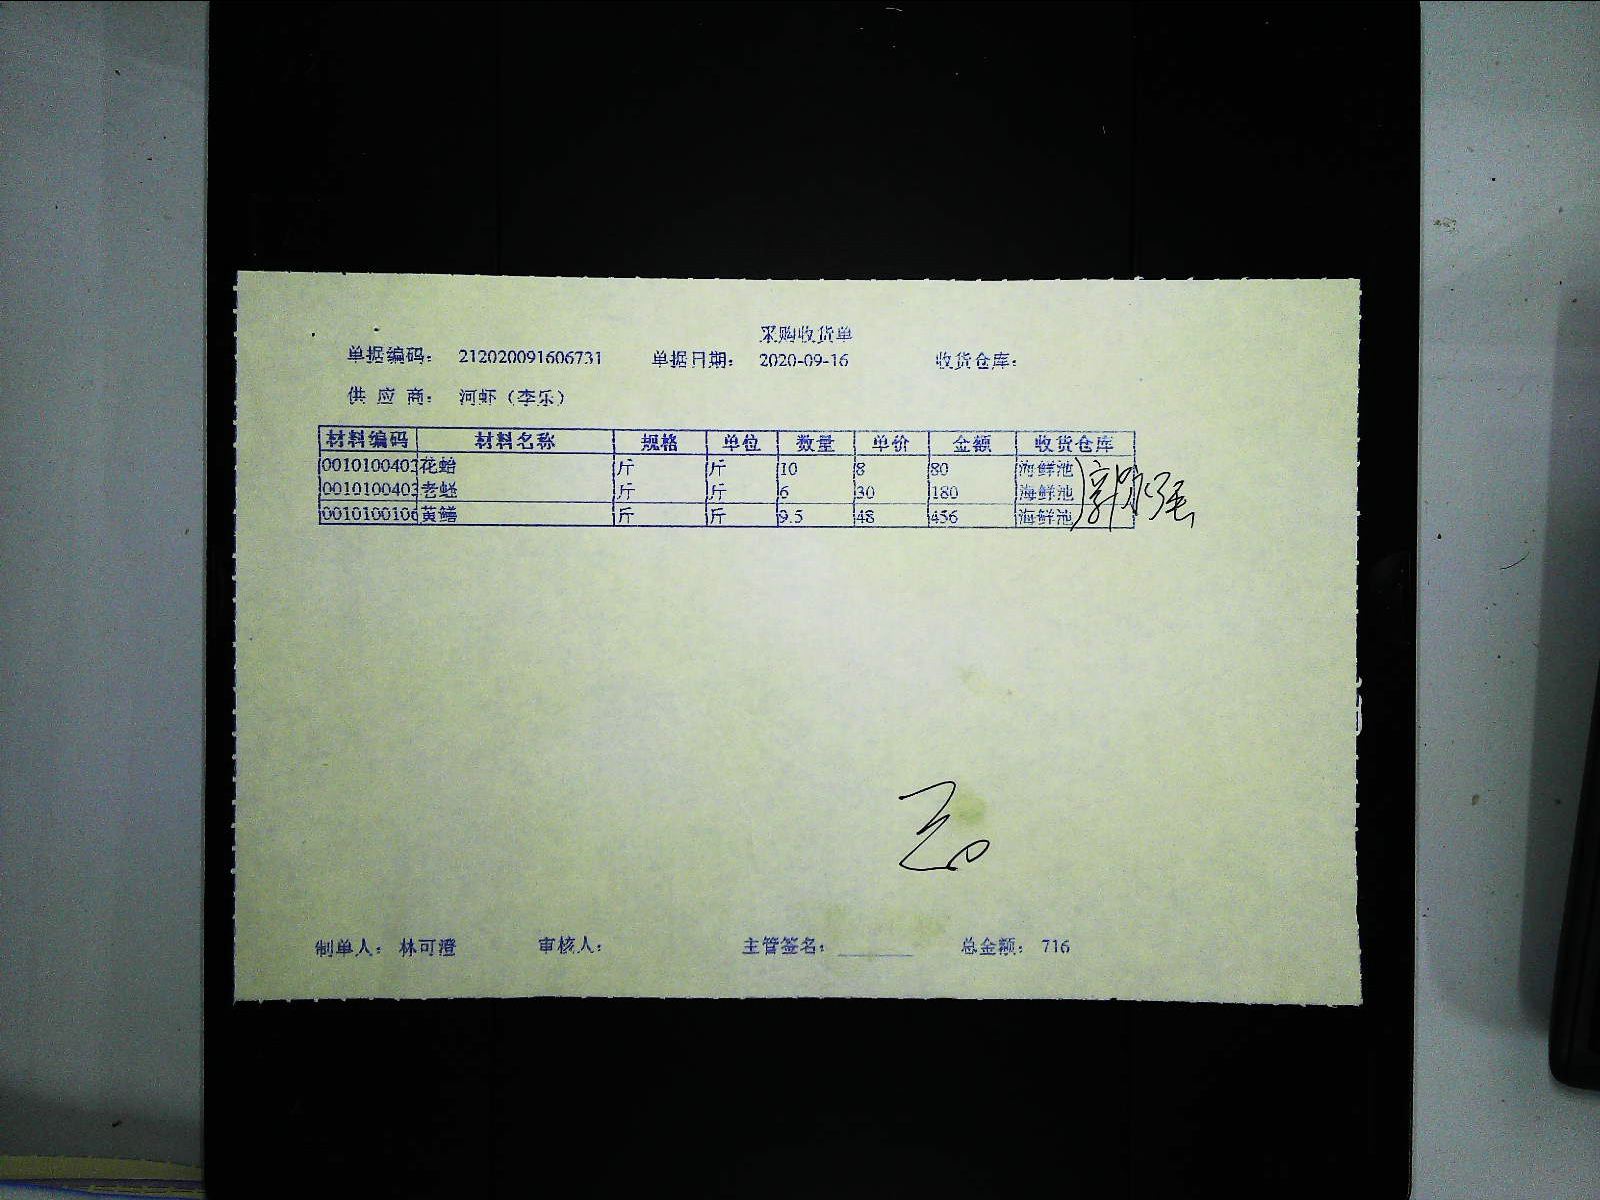 采购收货单
单据编码： 212020091606731 单据日期： 2020-09-16 收货仓库：
供 应 商： 河虾（李乐）
材料编码 材料名称 规格 单位 数量 单价 金额 收货仓库
0010100403 花蛤 斤 斤 10 8 80 海鲜池
0010100403 老蛏 斤 斤 6 30 180 海鲜池
0010100106 黄鳝 斤 斤 9.5 48 456 海鲜池
制单人： 林可澄 审核人： 主管签名： 总金额： 716